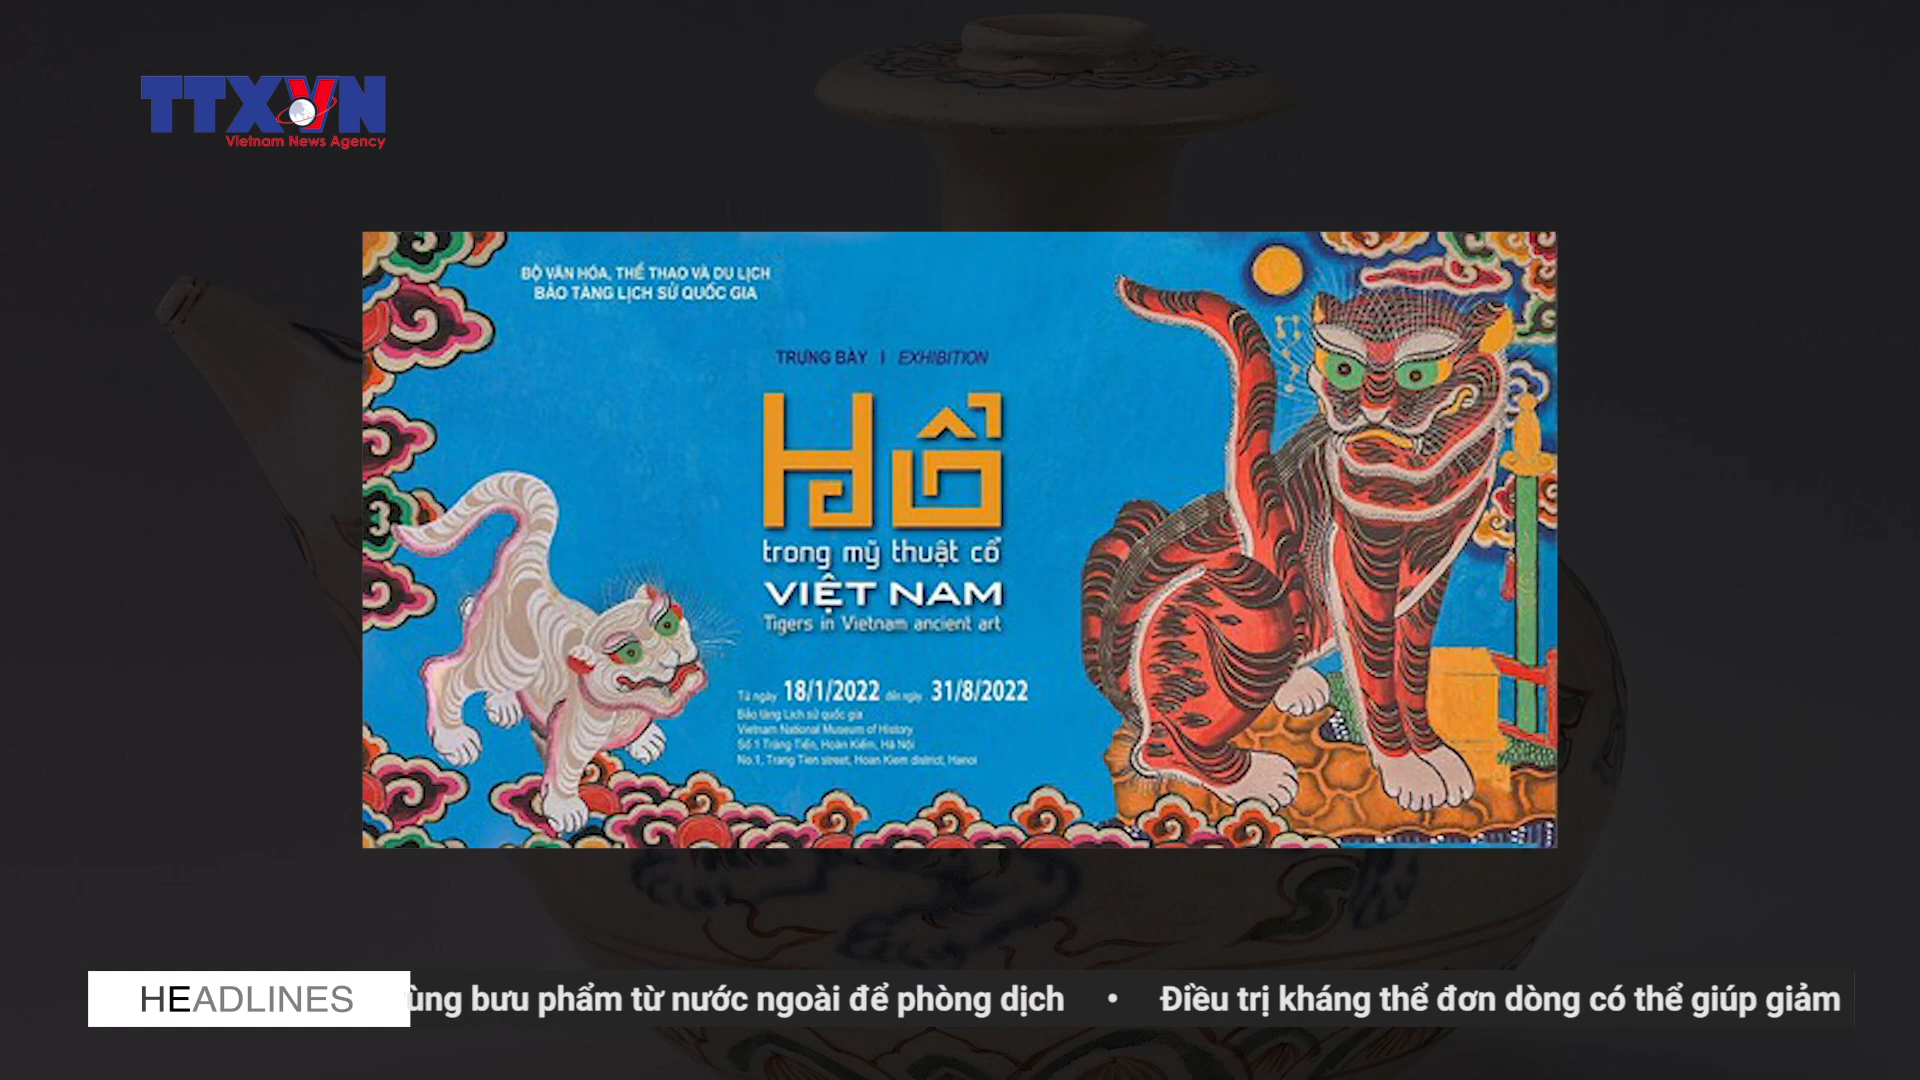 TTXVN
Vietnam News Agency
BỘ VĂN HÓA, THỂ THAO VÀ DU LỊCH
BẢO TÀNG LỊCH SỬ QUỐC GIA
TRƯNG BÀY I EXHIBITION
HỔ
trong mỹ thuật cổ
VIỆT NAM
Tigers in Vietnam ancient art
Từ ngày 18/1/2022 đến ngày 31/8/2022
Bảo tàng Lịch sử quốc gia
Vietnam National Museum of History
Số 1 Tràng Tiền, Hoàn Kiếm, Hà Nội
No.1, Trang Tien street, Hoan Kiem district, Hanoi
HEADLINES
ùng bưu phẩm từ nước ngoài để phòng dịch • Điều trị kháng thể đơn dòng có thể giúp giảm